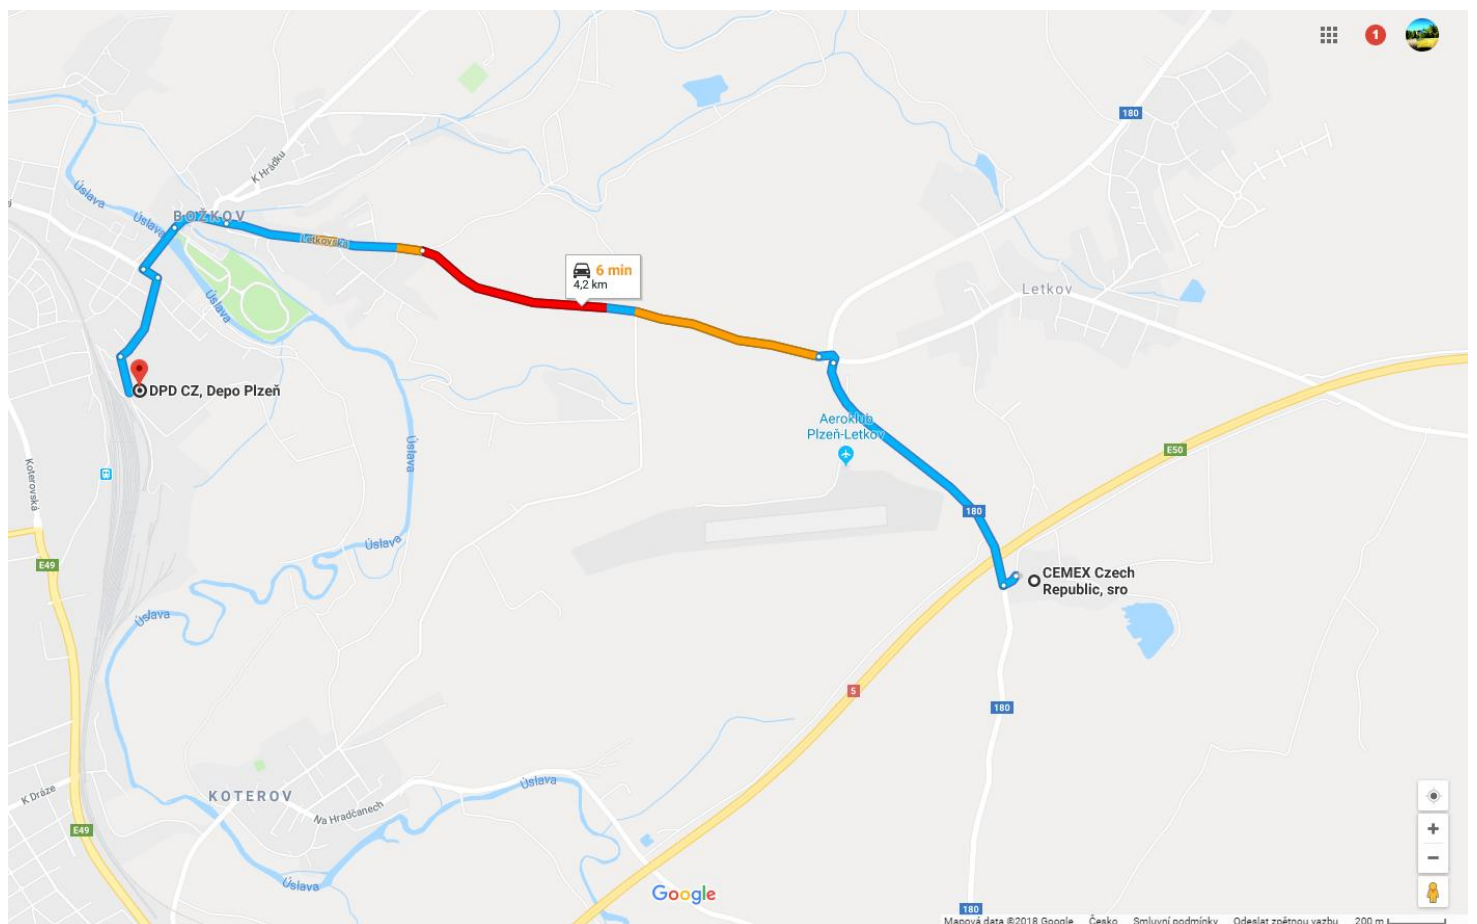 1
180
K Hrádku
Úslava
Úslava
BOŽKOV
Letkovská
6 min
4,2 km
Letkov
Úslava
DPD CZ, Depo Plzeň
Aeroklub
Plzeň-Letkov
E50
Koterovská
Úslava
180
Úslava
E49
CEMEX Czech
Republic, sro
Úslava
5
180
Úslava
K Dráze
KOTEROV
Na Hradčanech
E49
Úslava
Google
180
Mapová data ©2018 Google
Česko
Smluvní podmínky
Odeslat zpětnou vazbu
200 m